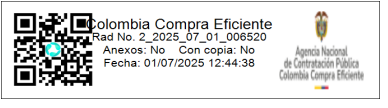 Colombia Compra Eficiente
Rad No. 2_2025_07_01_006520
Anexos: No Con copia: No
Fecha: 01/07/2025 12:44:38
Agencia Nacional
de Contratación Pública
Colombia Compra Eficiente